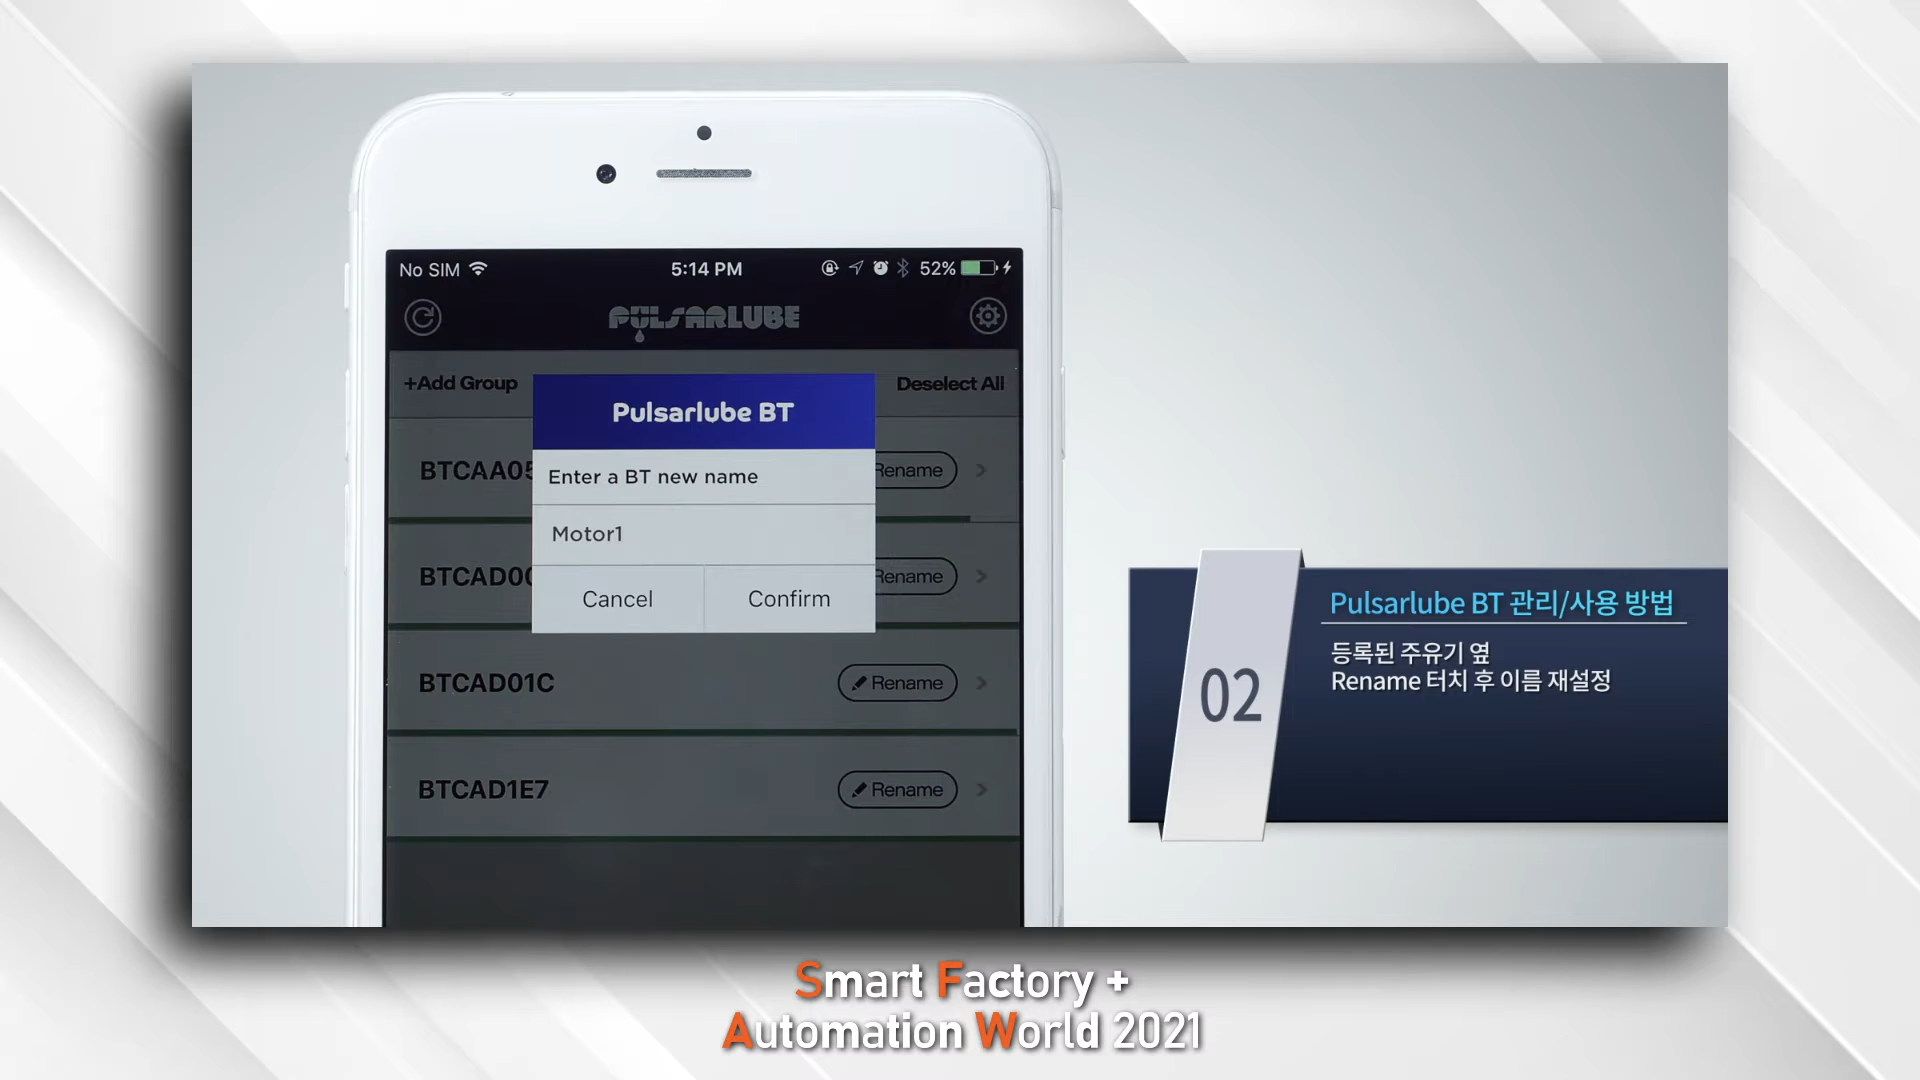 No SIM
5:14 PM
52%
PULSARLUBE
+Add Group
Deselect All
Pulsarlube BT
Enter a BT new name
Motor1
Cancel
Confirm
Rename
Rename
BTCAD01C
Rename
BTCAD1E7
Rename
02
Pulsarlube BT 관리/사용 방법
등록된 주유기 옆
Rename 터치 후 이름 재설정
Smart Factory +
Automation World 2021